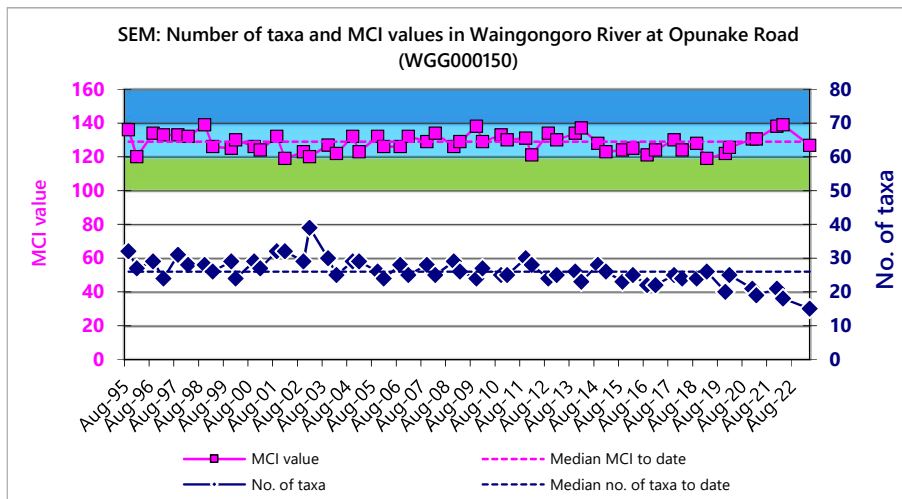 SEM: Number of taxa and MCI values in Waingongoro River at Opunake Road
(WGG000150)
160
140
120
100
80
60
40
20
0
MCI value
80
70
60
50
40
30
20
10
0
No. of taxa
Aug-95
Aug-96
Aug-97
Aug-98
Aug-99
Aug-00
Aug-01
Aug-02
Aug-03
Aug-04
Aug-05
Aug-06
Aug-07
Aug-08
Aug-09
Aug-10
Aug-11
Aug-12
Aug-13
Aug-14
Aug-15
Aug-16
Aug-17
Aug-18
Aug-19
Aug-20
Aug-21
Aug-22
MCI value
Median MCI to date
No. of taxa
Median no. of taxa to date